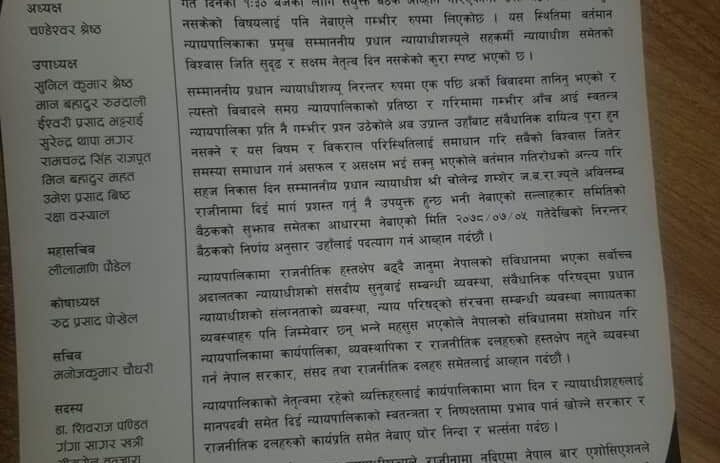 अध्यक्ष
चण्डेश्वर श्रेष्ठ
उपाध्यक्ष
सुनिल कुमार श्रेष्ठ
मान बहादुर रुम्दाली
ईश्वरी प्रसाद भट्टराई
सुरेन्द्र थापा मगर
रामचन्द्र सिंह राजपूत
मिन बहादुर महत
उमेश प्रसाद बिष्ट
रक्षा वस्याल
महासचिव
लीलामणि पौडेल
कोषाध्यक्ष
रुद्र प्रसाद पोखेल
सचिव
मनोजकुमार चौधरी
सदस्य
डा. शिवराज पण्डित
गंगा सागर खत्री
गत दिनको १:३० बजेको लागि संयुक्त बैठक आव्हान
नसकेको विषयलाई पनि नेबाएले गम्भीर रुपमा लिएकोछ । यस स्थितिमा वर्तमान
न्यायपालिकाका प्रमुख सम्माननीय प्रधान न्यायाधीशज्यूले सहकर्मी न्यायाधीश समेतको
विश्वास जिति सुदृढ र सक्षम नेतृत्व दिन नसकेको कुरा स्पष्ट भएको छ ।
सम्माननीय प्रधान न्यायाधीशज्यू निरन्तर रुपमा एक पछि अर्को विवादमा तानिन भएको र
त्यस्तो विवादले समग्र न्यायपालिकाको प्रतिष्ठा र गरिमामा गम्भीर आँच आई स्वतन्त्र
न्यायपालिका प्रति नै गम्भीर प्रश्न उठेकोले अब उप्रान्त उहाँबाट संवैधानिक दायित्व पुरा हुन
नसक्ने र यस विषम र विकराल परिस्थितिलाई समाधान गरि सबैको विश्वास जितेर
समस्या समाधान गर्न असफल र असक्षम भई सक्नु भएकोले वर्तमान गतिरोधको अन्त्य गरि
सहज निकास दिन सम्माननीय प्रधान न्यायाधीश श्री चोलेन्द्र शम्शेर ज.ब.रा.ज्यूले अविलम्ब
राजीनामा दिई मार्ग प्रशस्त गर्नु नै उपयुक्त हुन्छ भनी नेबाएको सल्लाहकार समितिको
बैठकको सुझाव समेतका आधारमा नेबाएको मिति २०७८/०७/०५ गतेदेखिको निरन्तर
बैठकको निर्णय अनुसार उहाँलाई पदत्याग गर्न आव्हान गर्दछौं ।
न्यायपालिकामा राजनीतिक हस्तक्षेप बढ्दै जानुमा नेपालको संविधानमा भएका सर्वोच्च
अदालतका न्यायाधीशको संसदीय सुनुवाई सम्बन्धी व्यवस्था, संवैधानिक परिषद्मा प्रधान
न्यायाधीशको संलग्नताको व्यवस्था, न्याय परिषद्को संरचना सम्बन्धी व्यवस्था लगायतका
व्यवस्थाहरु पनि जिम्मेवार छन् भन्ने महसुस भएकोले नेपालको संविधानमा संशोधन गरि
न्यायपालिकामा कार्यपालिका, व्यवस्थापिका र राजनीतिक दलहरुको हस्तक्षेप नहुने व्यवस्था
गर्न नेपाल सरकार, संसद तथा राजनीतिक दलहरु समेतलाई आव्हान गर्दछौं ।
न्यायपालिकाको नेतृत्वमा रहेको व्यक्तिहरुलाई कार्यपालिकामा भाग दिन र न्यायाधीशहरुलाई
मानपदवी समेत दिई न्यायपालिकाको स्वतन्त्रता र निष्पक्षतामा प्रभाव पार्न खोज्ने सरकार र
राजनीतिक दलहरुको कार्यप्रति समेत नेबाए घोर निन्दा र भर्त्सना गर्दछ ।
राजीनामा नदिएमा नेपाल बार एशोसिएशनले